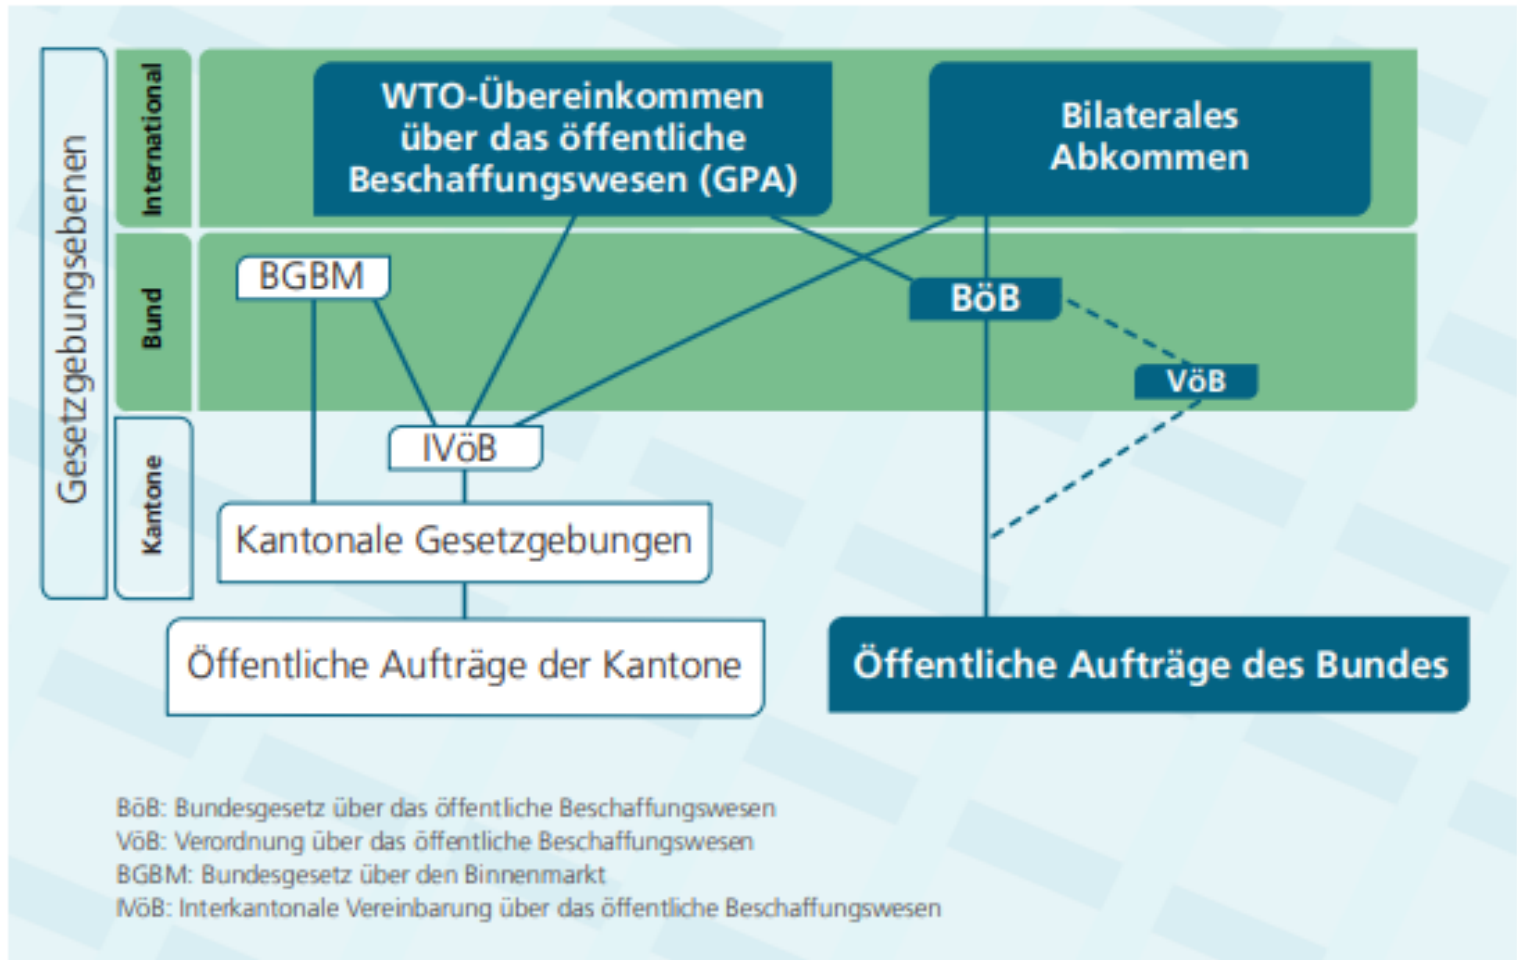 Gesetzgebungsebenen
International
WTO-Übereinkommen
über das öffentliche
Beschaffungswesen (GPA)
Bilaterales
Abkommen
Bund
BGBM
BöB
VöB
Kantone
IVöB
Kantonale Gesetzgebungen
Öffentliche Aufträge der Kantone
Öffentliche Aufträge des Bundes
BöB: Bundesgesetz über das öffentliche Beschaffungswesen
VöB: Verordnung über das öffentliche Beschaffungswesen
BGBM: Bundesgesetz über den Binnenmarkt
IVöB: Interkantonale Vereinbarung über das öffentliche Beschaffungswesen